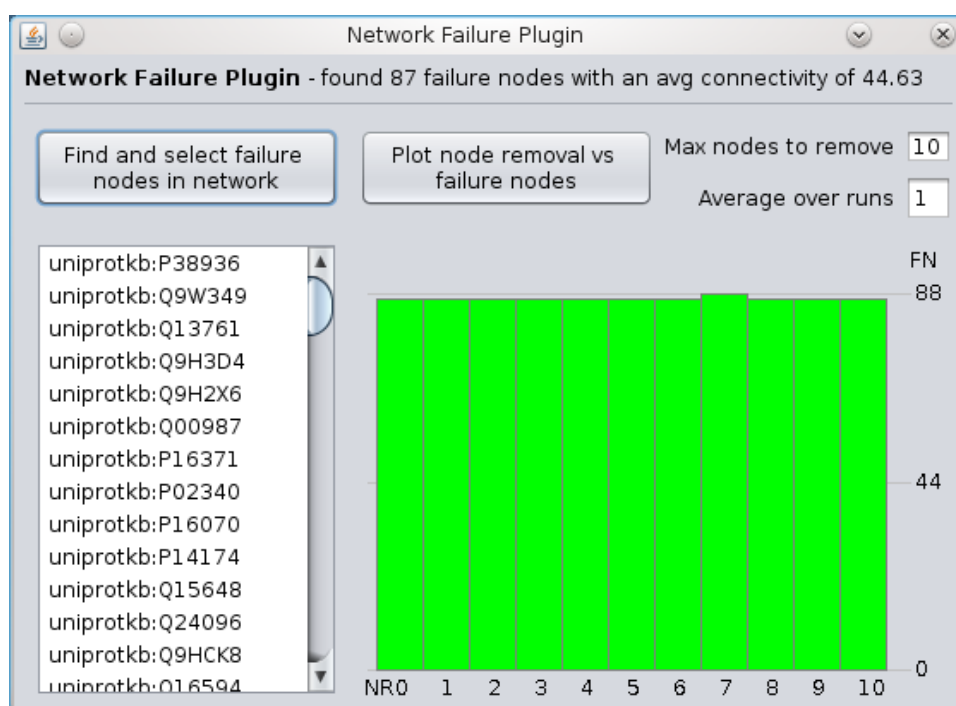 Network Failure Plugin
Network Failure Plugin - found 87 failure nodes with an avg connectivity of 44.63
Find and select failure
nodes in network
Plot node removal vs
failure nodes
Max nodes to remove 10
Average over runs 1
uniprotkb:P38936
uniprotkb:Q9W349
uniprotkb:Q13761
uniprotkb:Q9H3D4
uniprotkb:Q9H2X6
uniprotkb:Q00987
uniprotkb:P16371
uniprotkb:P02340
uniprotkb:P16070
uniprotkb:P14174
uniprotkb:Q15648
uniprotkb:Q24096
uniprotkb:Q9HCK8
uniprotkb:Q16594
FN
88
44
0
NR0 1 2 3 4 5 6 7 8 9 10